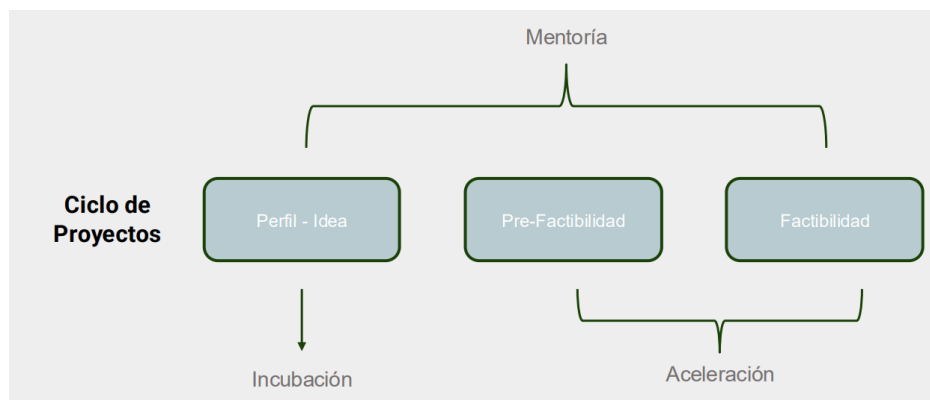 Mentoría
Ciclo de
Proyectos
Perfil - Idea
Pre-Factibilidad
Factibilidad
Incubación
Aceleración